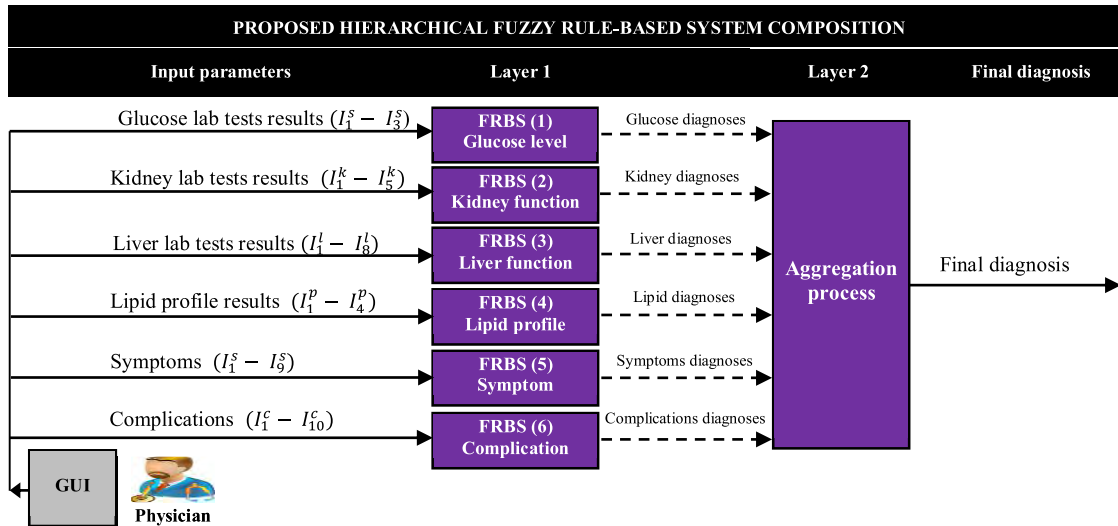 PROPOSED HIERARCHICAL FUZZY RULE-BASED SYSTEM COMPOSITION
Input parameters Layer 1 Layer 2 Final diagnosis
Glucose lab tests results (I₁ˢ − I₃ˢ)
FRBS (1)
Glucose level
Glucose diagnoses
Kidney lab tests results (I₁ᵏ − I₅ᵏ)
FRBS (2)
Kidney function
Kidney diagnoses
Liver lab tests results (I₁ˡ − I₈ˡ)
FRBS (3)
Liver function
Liver diagnoses
Lipid profile results (I₁ᵖ − I₄ᵖ)
FRBS (4)
Lipid profile
Lipid diagnoses
Symptoms (I₁ˢ − I₉ˢ)
FRBS (5)
Symptom
Symptoms diagnoses
Complications (I₁ᶜ − I₁₀ᶜ)
FRBS (6)
Complication
Complications diagnoses
Aggregation
process
Final diagnosis
GUI
Physician